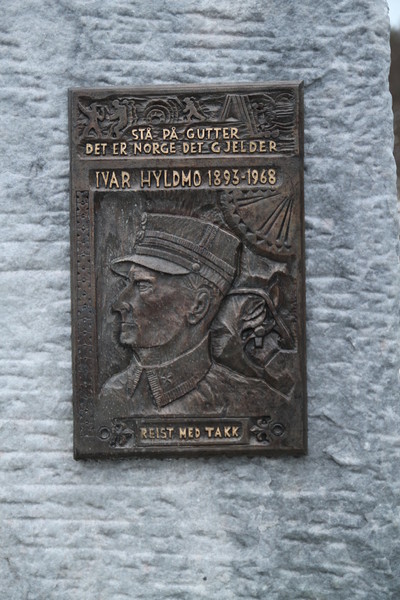 STÅ PÅ GUTTER
DET ER NORGE DET GJELDER
IVAR HYLDMO 1893-1968
REIST MED TAKK